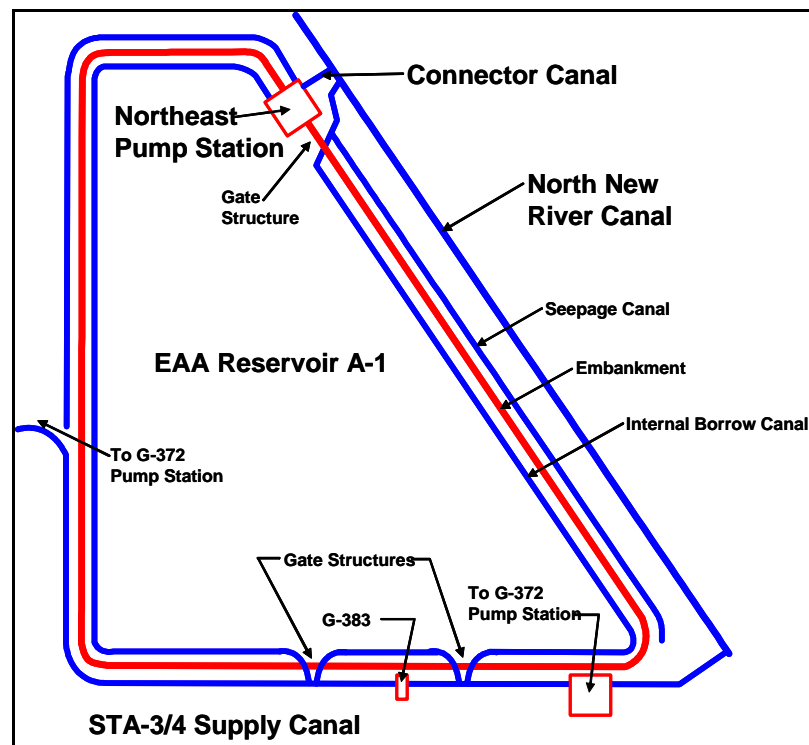 Connector Canal
Northeast
Pump Station
Gate
Structure
North New
River Canal
Seepage Canal
EAA Reservoir A-1
Embankment
Internal Borrow Canal
To G-372
Pump Station
Gate Structures
To G-372
Pump Station
G-383
STA-3/4 Supply Canal